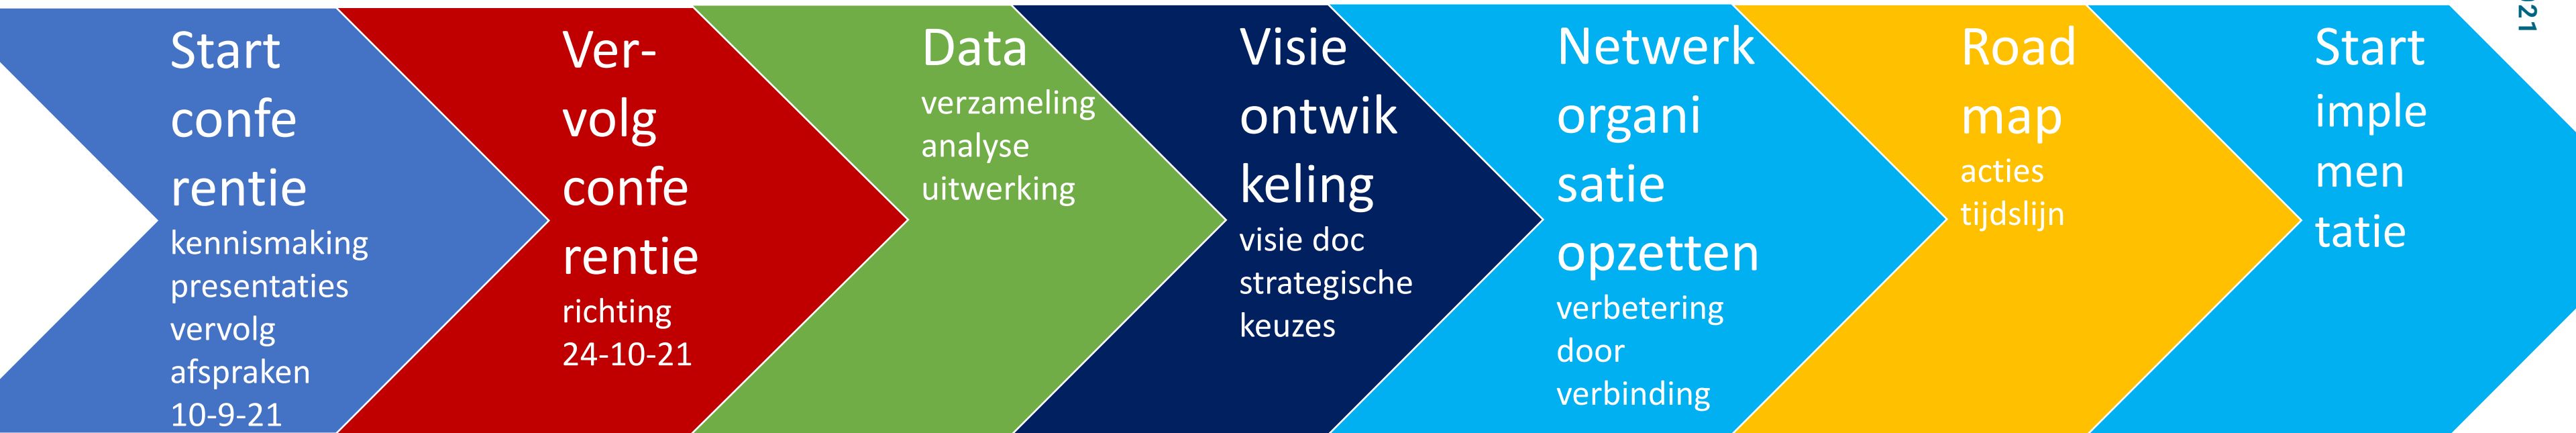 Start
confe
rentie
kennismaking
presentaties
vervolg
afspraken
10-9-21
Ver-
volg
confe
rentie
richting
24-10-21
Data
verzameling
analyse
uitwerking
Visie
ontwik
keling
visie doc
strategische
keuzes
Netwerk
organi
satie
opzetten
verbetering
door
verbinding
Road
map
acties
tijdslijn
Start
imple
men
tatie